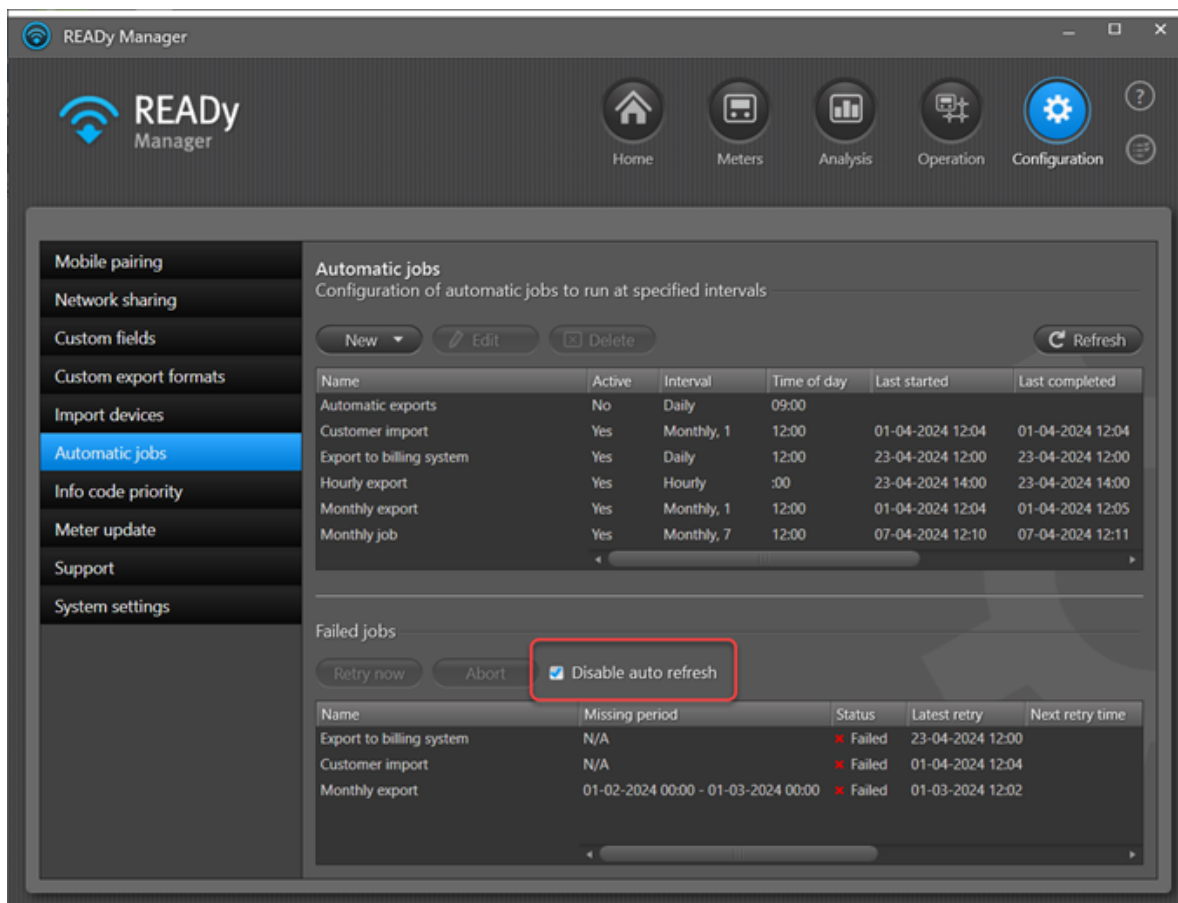 READy Manager
READy
Manager
Home Meters Analysis Operation Configuration
?
Mobile pairing
Network sharing
Custom fields
Custom export formats
Import devices
Automatic jobs
Info code priority
Meter update
Support
System settings
Automatic jobs
Configuration of automatic jobs to run at specified intervals
New Edit Delete Refresh
Name Active Interval Time of day Last started Last completed
Automatic exports No Daily 09:00
Customer import Yes Monthly, 1 12:00 01-04-2024 12:04 01-04-2024 12:04
Export to billing system Yes Daily 12:00 23-04-2024 12:00 23-04-2024 12:00
Hourly export Yes Hourly :00 23-04-2024 14:00 23-04-2024 14:00
Monthly export Yes Monthly, 1 12:00 01-04-2024 12:04 01-04-2024 12:05
Monthly job Yes Monthly, 7 12:00 07-04-2024 12:10 07-04-2024 12:11
Failed jobs
Retry now Abort Disable auto refresh
Name Missing period Status Latest retry Next retry time
Export to billing system N/A Failed 23-04-2024 12:00
Customer import N/A Failed 01-04-2024 12:04
Monthly export 01-02-2024 00:00 - 01-03-2024 00:00 Failed 01-03-2024 12:02